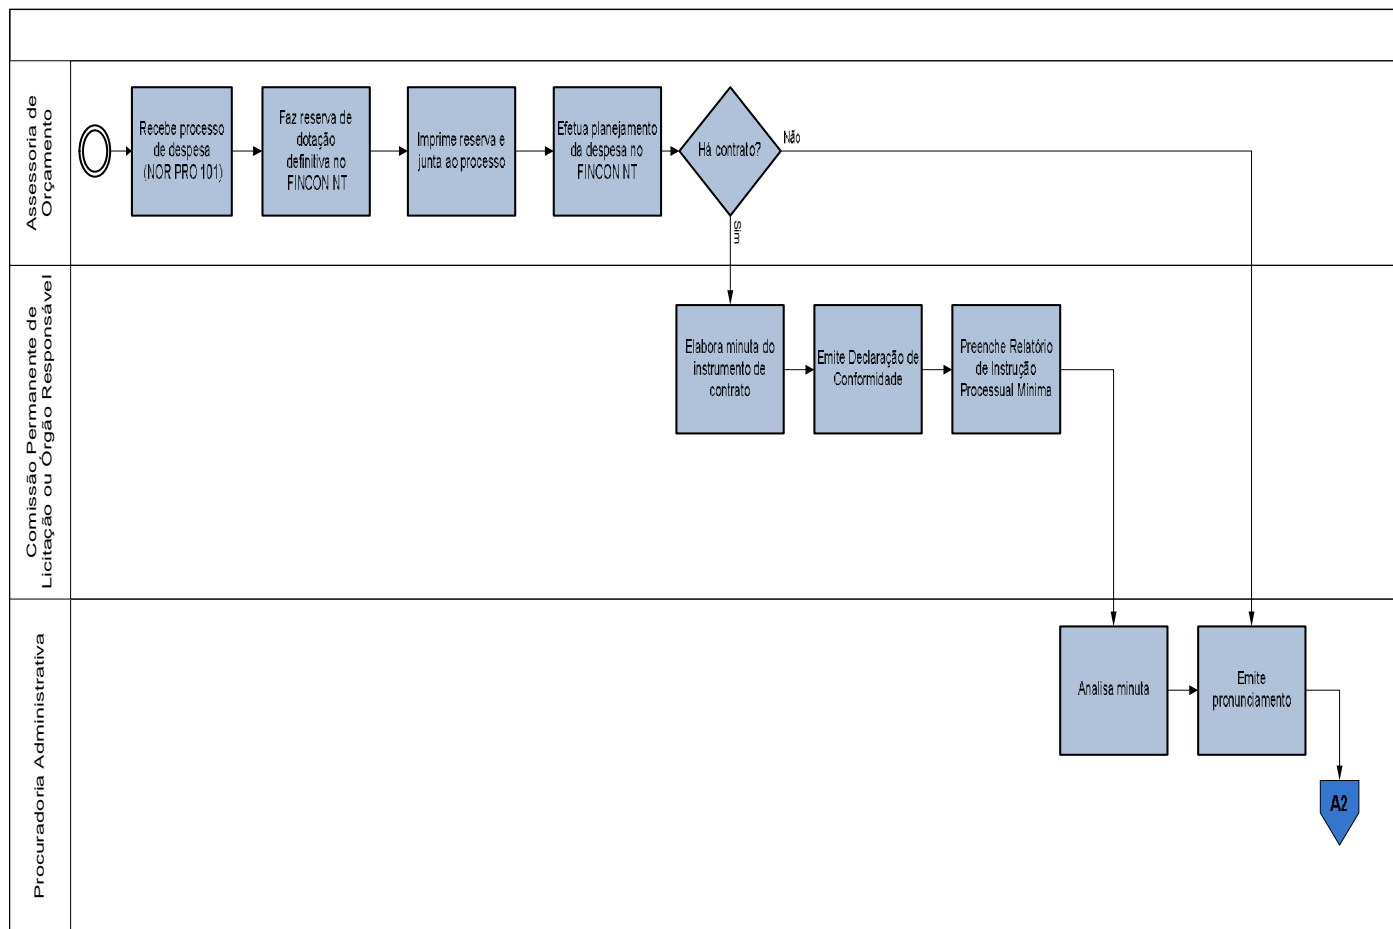 Assessoria de
Orçamento
Recebe processo
de despesa
(NOR PRO 101)
Faz reserva de
dotação
definitiva no
FINCON NT
Imprime reserva e
junta ao processo
Efetua planejamento
da despesa no
FINCON NT
Há contrato?
Não
Sim
Comissão Permanente de
Licitação ou Órgão Responsável
Elabora minuta do
instrumento de
contrato
Emite Declaração de
Conformidade
Preenche Relatório
de Instrução
Processual Mínima
Procuradoria Administrativa
Analisa minuta
Emite
pronunciamento
A2